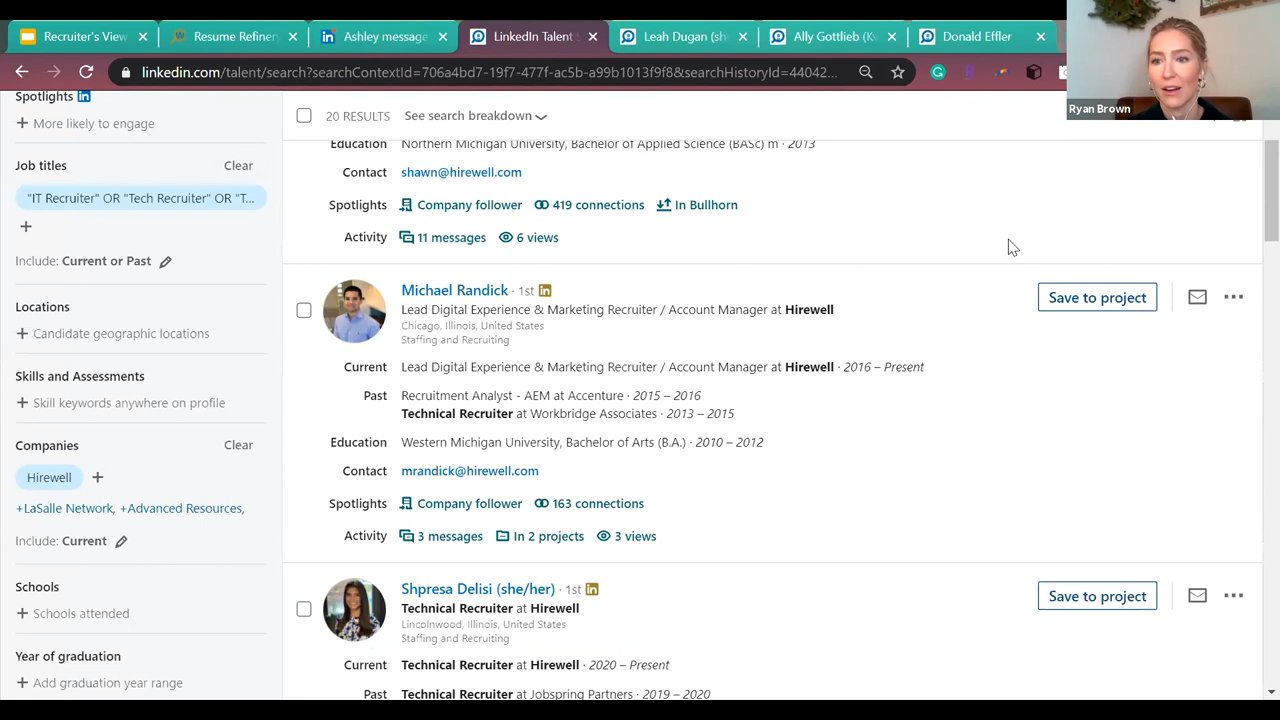 Recruiter's View
Resume Refiner
Ashley message
LinkedIn Talent S
Leah Dugan (she
Ally Gottlieb (Kv
Donald Effler
linkedin.com/talent/search?searchContextId=706a4bd7-19f7-477f-ac5b-a99b1013f9f8&searchHistoryId=44042...
Ryan Brown
Spotlights in
+ More likely to engage
Job titles Clear
"IT Recruiter" OR "Tech Recruiter" OR "T...
+
Include: Current or Past
Locations
+ Candidate geographic locations
Skills and Assessments
+ Skill keywords anywhere on profile
Companies Clear
Hirewell +
+LaSalle Network, +Advanced Resources,
Include: Current
Schools
+ Schools attended
Year of graduation
+ Add graduation year range
20 RESULTS See search breakdown
Education Northern Michigan University, Bachelor of Applied Science (BASc) m · 2013
Contact shawn@hirewell.com
Spotlights Company follower 419 connections In Bullhorn
Activity 11 messages 6 views
Michael Randick · 1st in
Save to project
Lead Digital Experience & Marketing Recruiter / Account Manager at Hirewell
Chicago, Illinois, United States
Staffing and Recruiting
Current Lead Digital Experience & Marketing Recruiter / Account Manager at Hirewell · 2016 – Present
Past Recruitment Analyst - AEM at Accenture · 2015 – 2016
Technical Recruiter at Workbridge Associates · 2013 – 2015
Education Western Michigan University, Bachelor of Arts (B.A.) · 2010 – 2012
Contact mrandick@hirewell.com
Spotlights Company follower 163 connections
Activity 3 messages In 2 projects 3 views
Shpresa Delisi (she/her) · 1st in
Save to project
Technical Recruiter at Hirewell
Lincolnwood, Illinois, United States
Staffing and Recruiting
Current Technical Recruiter at Hirewell · 2020 – Present
Past Technical Recruiter at Jobspring Partners · 2019 – 2020